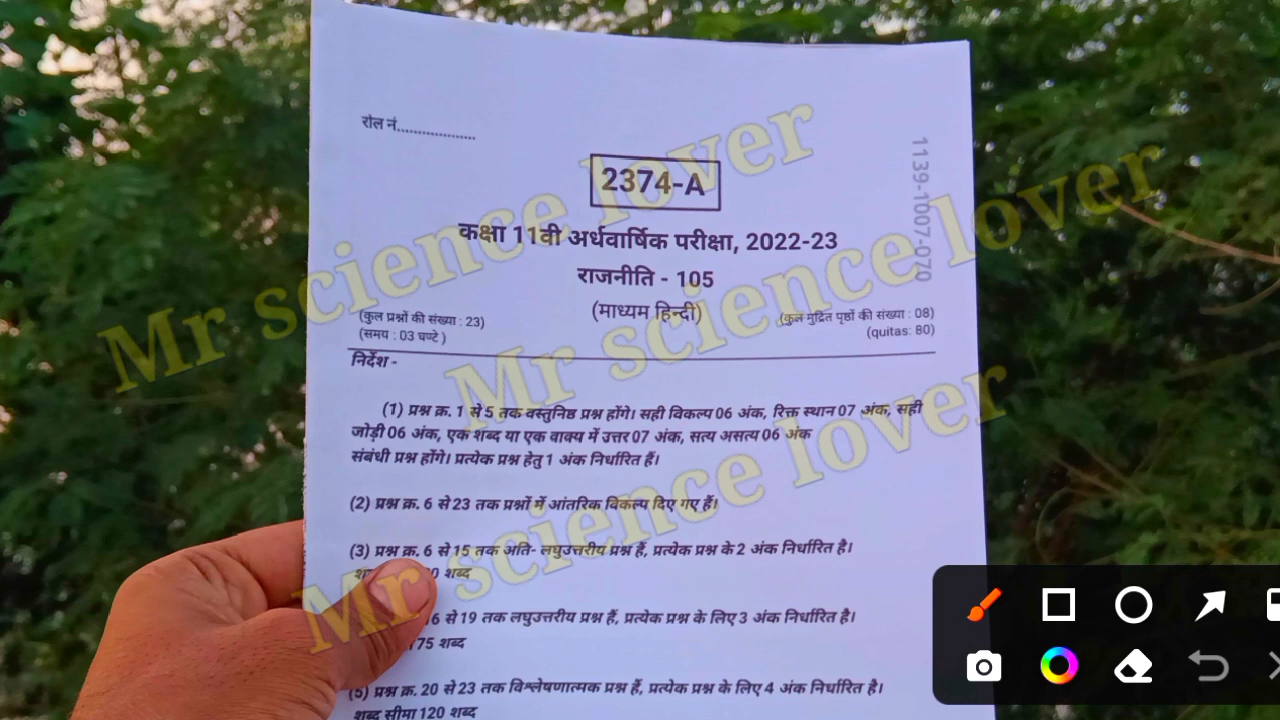 रोल नं...................
2374-A
1139-1007-070
कक्षा 11वी अर्धवार्षिक परीक्षा, 2022-23
राजनीति - 105
(माध्यम हिन्दी)
(कुल प्रश्नों की संख्या : 23)
(कुल मुद्रित पृष्ठों की संख्या : 08)
(समय : 03 घण्टे )
(quitas: 80)
निर्देश -
(1) प्रश्न क्र. 1 से 5 तक वस्तुनिष्ठ प्रश्न होंगे। सही विकल्प 06 अंक, रिक्त स्थान 07 अंक, सही
जोड़ी 06 अंक, एक शब्द या एक वाक्य में उत्तर 07 अंक, सत्य असत्य 06 अंक
संबंधी प्रश्न होंगे। प्रत्येक प्रश्न हेतु 1 अंक निर्धारित हैं।
(2) प्रश्न क्र. 6 से 23 तक प्रश्नों में आंतरिक विकल्प दिए गए हैं।
(3) प्रश्न क्र. 6 से 15 तक अति- लघुउत्तरीय प्रश्न हैं, प्रत्येक प्रश्न के 2 अंक निर्धारित है।
0 शब्द
6 से 19 तक लघुउत्तरीय प्रश्न हैं, प्रत्येक प्रश्न के लिए 3 अंक निर्धारित है।
75 शब्द
(5) प्रश्न क्र. 20 से 23 तक विश्लेषणात्मक प्रश्न हैं, प्रत्येक प्रश्न के लिए 4 अंक निर्धारित है।
शब्द सीमा 120 शब्द
Mr science lover
Mr science lover
Mr science lover